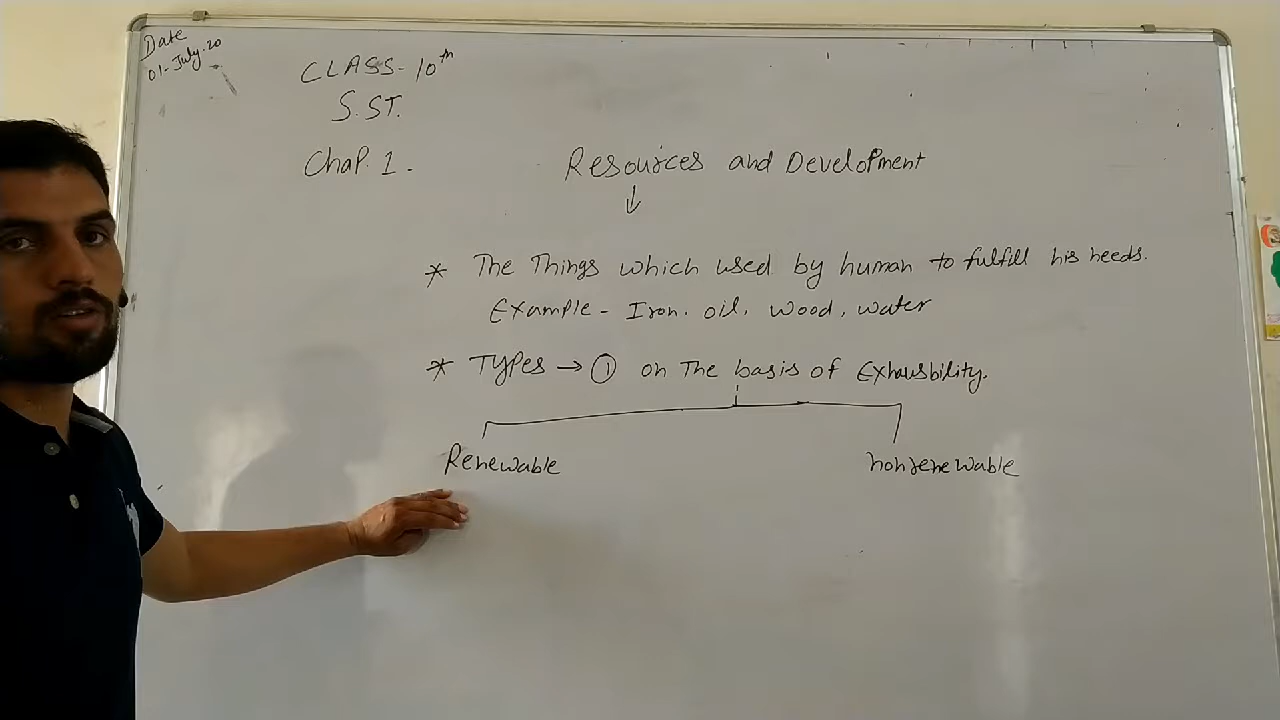 Date
01-July.20
CLASS-10th
S.ST.
Chap.1.
Resources and Development
* The Things which used by human to fulfill his needs.
Example - Iron. oil, Wood, water
* Types → ① on The basis of Exhausbility.
Renewable
nonrenewable